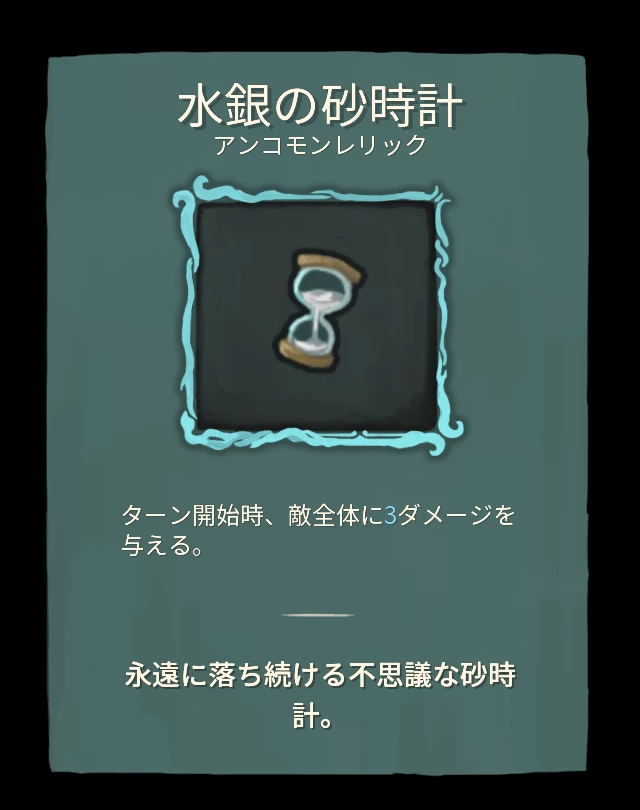 水銀の砂時計
アンコモンレリック
ターン開始時、敵全体に3ダメージを
与える。
永遠に落ち続ける不思議な砂時
計。